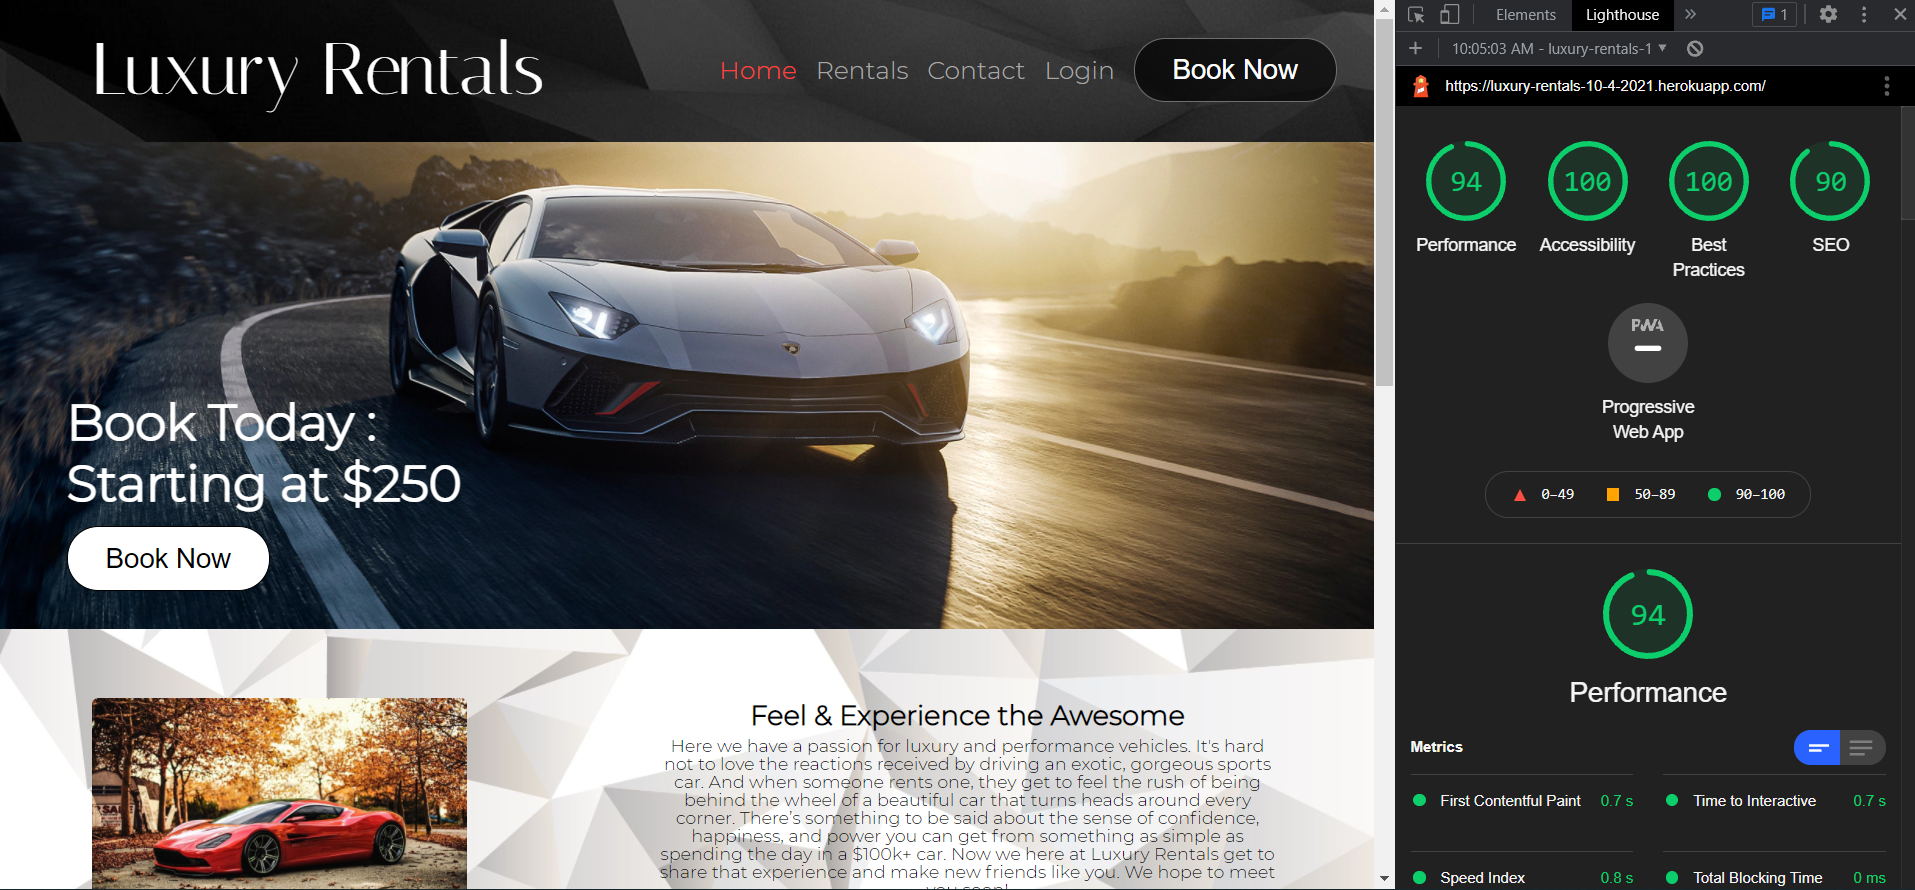 Luxury Rentals
Home Rentals Contact Login Book Now
Book Today :
Starting at $250
Book Now
Feel & Experience the Awesome
Here we have a passion for luxury and performance vehicles. It's hard
not to love the reactions received by driving an exotic, gorgeous sports
car. And when someone rents one, they get to feel the rush of being
behind the wheel of a beautiful car that turns heads around every
corner. There's something to be said about the sense of confidence,
happiness, and power you can get from something as simple as
spending the day in a $100k+ car. Now we here at Luxury Rentals get to
share that experience and make new friends like you. We hope to meet
you soon!
Elements Lighthouse » 1
10:05:03 AM - luxury-rentals-1
https://luxury-rentals-10-4-2021.herokuapp.com/
94 100 100 90
Performance Accessibility Best Practices SEO
PWA
Progressive
Web App
0–49 50–89 90–100
94
Performance
Metrics
First Contentful Paint 0.7 s Time to Interactive 0.7 s
Speed Index 0.8 s Total Blocking Time 0 ms